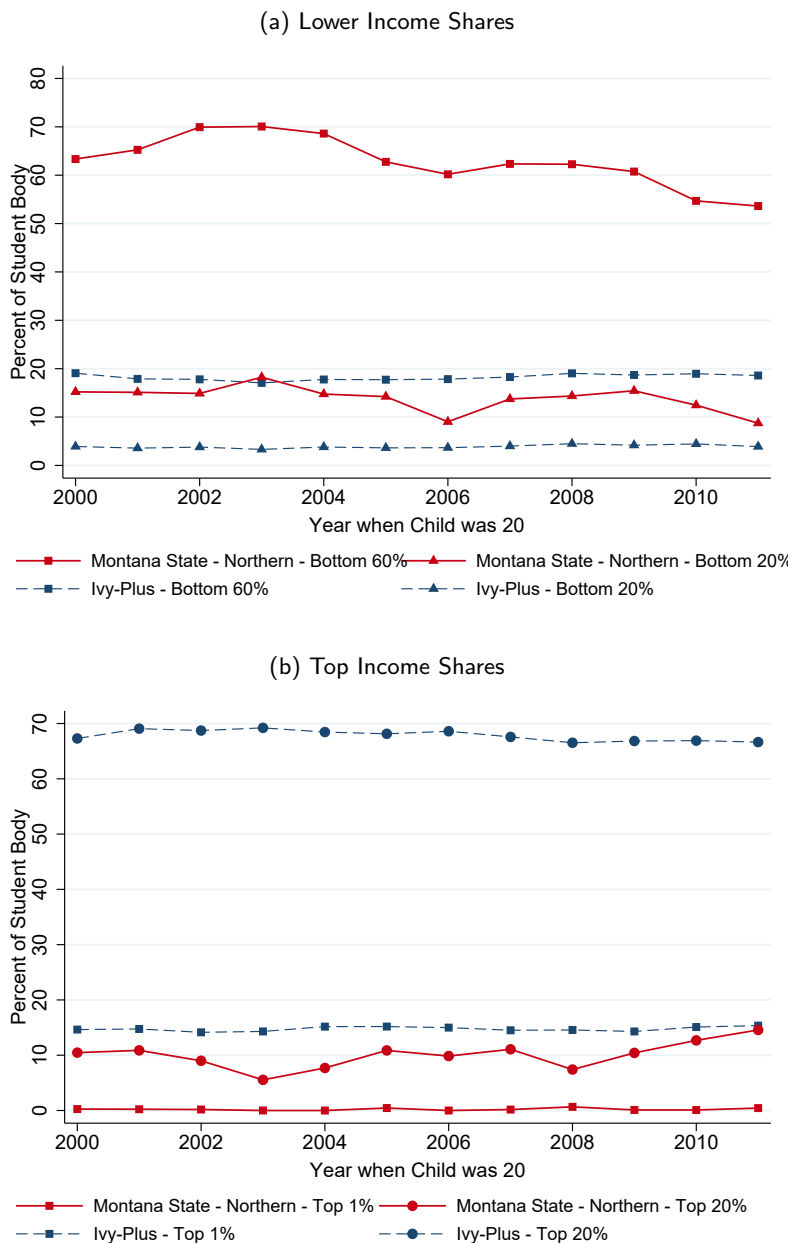 (a) Lower Income Shares
Percent of Student Body
80
70
60
50
40
30
20
10
0
2000 2002 2004 2006 2008 2010
Year when Child was 20
Montana State - Northern - Bottom 60% Montana State - Northern - Bottom 20%
Ivy-Plus - Bottom 60% Ivy-Plus - Bottom 20%
(b) Top Income Shares
Percent of Student Body
70
60
50
40
30
20
10
0
2000 2002 2004 2006 2008 2010
Year when Child was 20
Montana State - Northern - Top 1% Montana State - Northern - Top 20%
Ivy-Plus - Top 1% Ivy-Plus - Top 20%